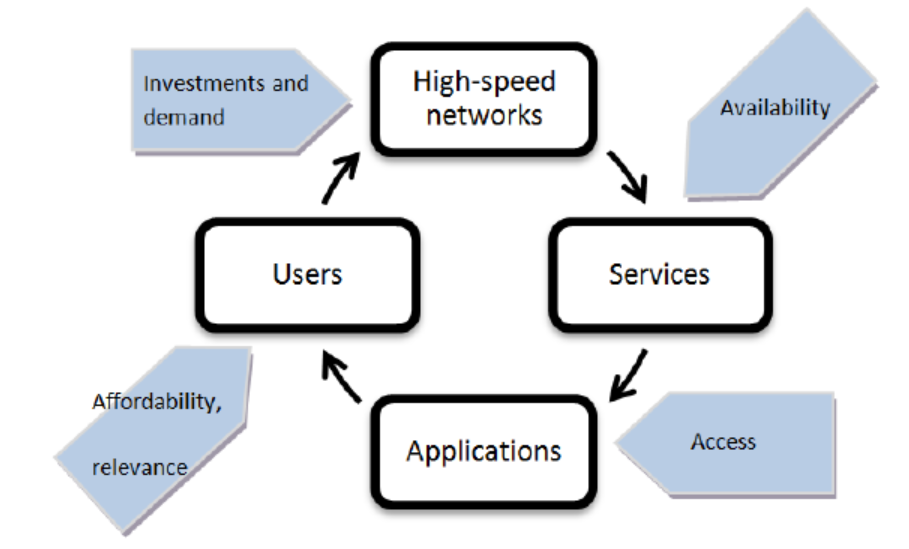 Investments and
demand
High-speed
networks
Availability
Users
Services
Affordability,
relevance
Applications
Access